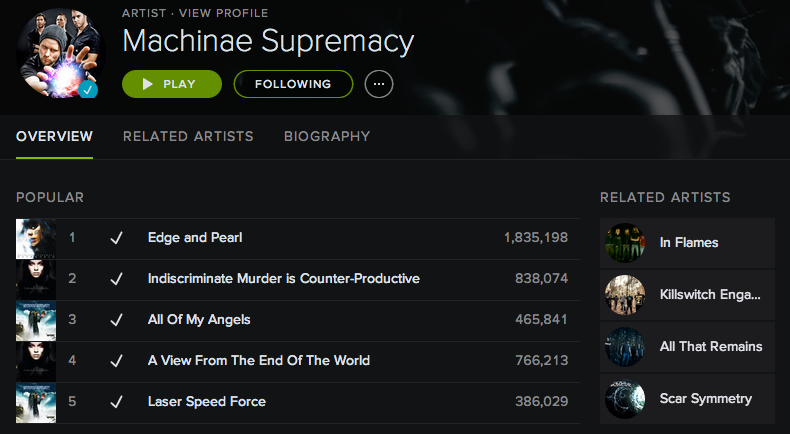 ARTIST · VIEW PROFILE
Machinae Supremacy
PLAY
FOLLOWING
OVERVIEW RELATED ARTISTS BIOGRAPHY
POPULAR
1 Edge and Pearl 1,835,198
2 Indiscriminate Murder is Counter-Productive 838,074
3 All Of My Angels 465,841
4 A View From The End Of The World 766,213
5 Laser Speed Force 386,029
RELATED ARTISTS
In Flames
Killswitch Enga...
All That Remains
Scar Symmetry